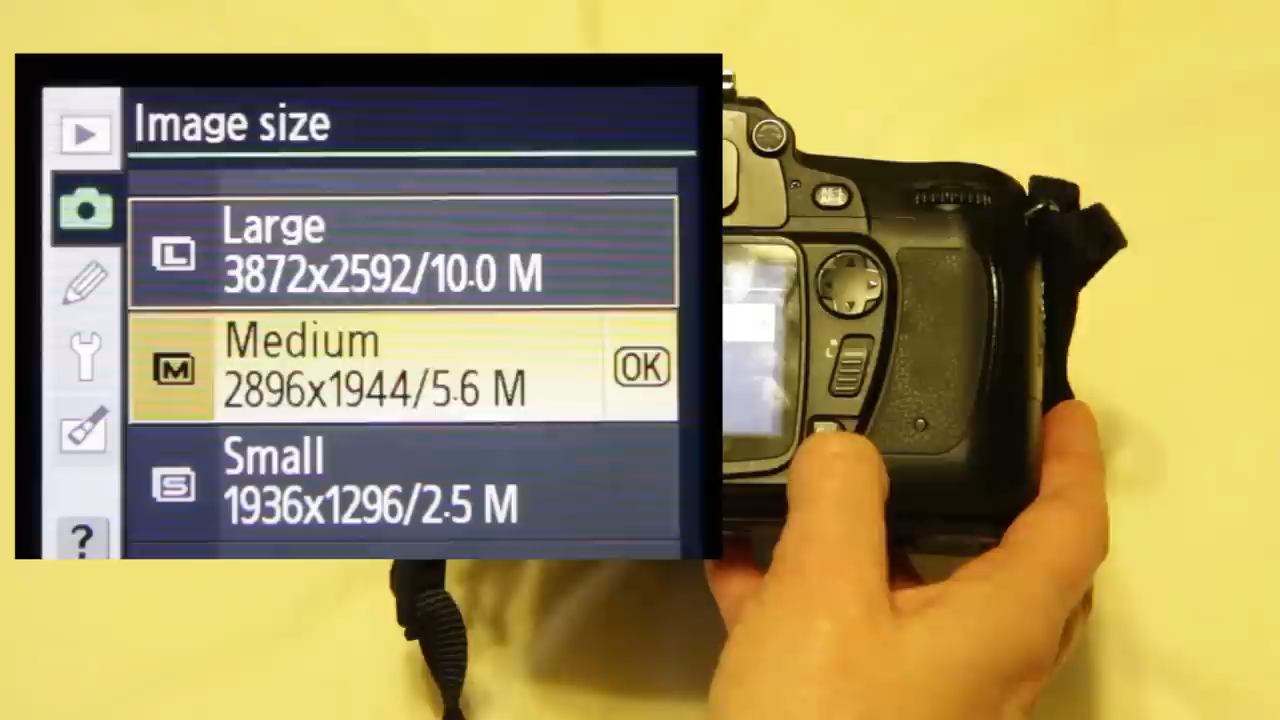 Image size
L
Large
3872x2592/10.0 M
M
Medium
2896x1944/5.6 M
OK
S
Small
1936x1296/2.5 M
?